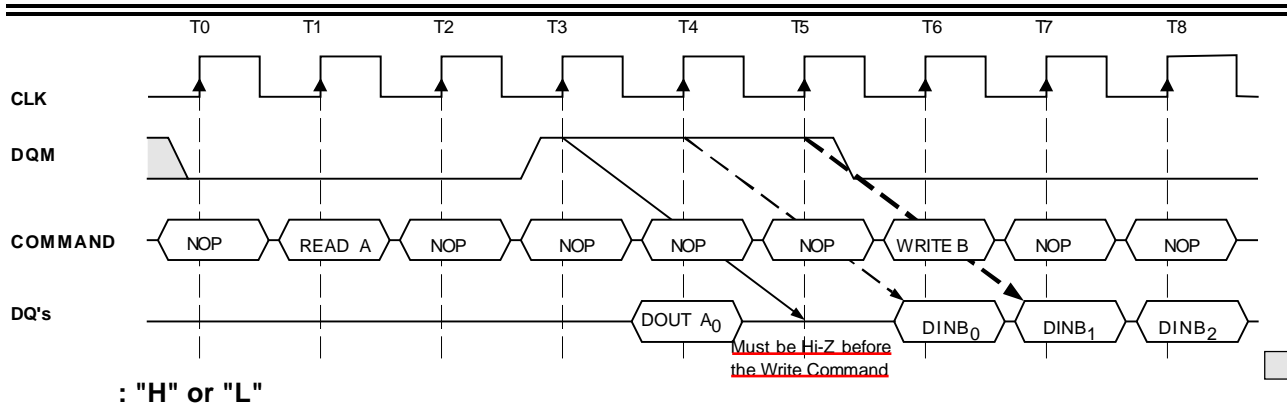 T0 T1 T2 T3 T4 T5 T6 T7 T8
CLK
DQM
COMMAND NOP READ A NOP NOP NOP NOP WRITE B NOP NOP
DQ's DOUT A0 DINB0 DINB1 DINB2
Must be Hi-Z before
the Write Command
: "H" or "L"